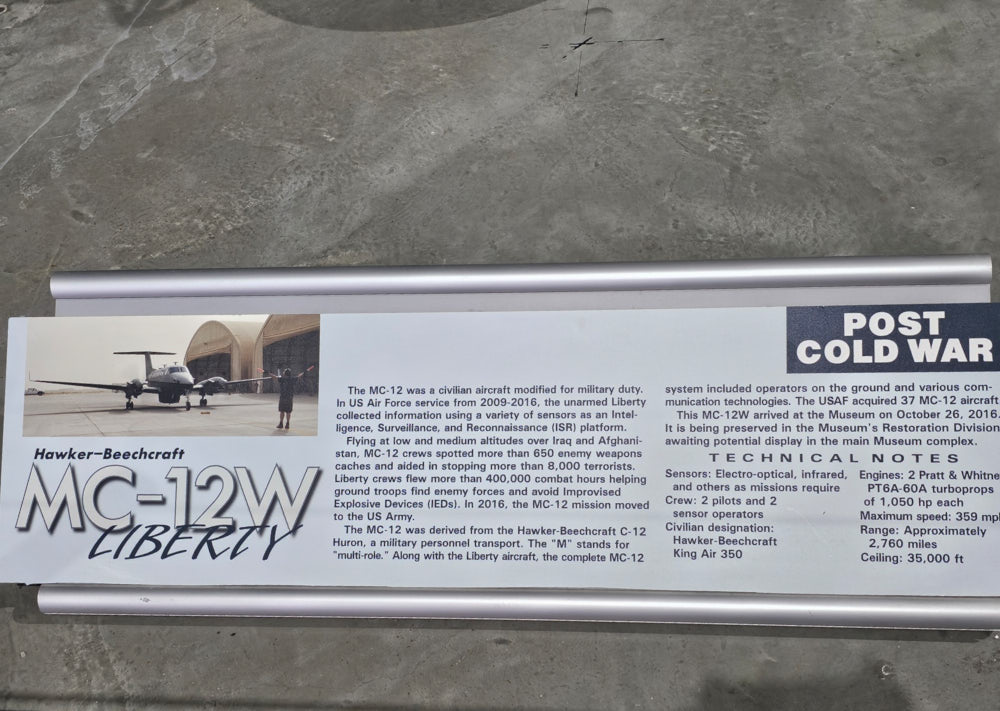 POST
COLD WAR
Hawker-Beechcraft
MC-12W
LIBERTY
The MC-12 was a civilian aircraft modified for military duty.
In US Air Force service from 2009-2016, the unarmed Liberty
collected information using a variety of sensors as an Intel-
ligence, Surveillance, and Reconnaissance (ISR) platform.
Flying at low and medium altitudes over Iraq and Afghani-
stan, MC-12 crews spotted more than 650 enemy weapons
caches and aided in stopping more than 8,000 terrorists.
Liberty crews flew more than 400,000 combat hours helping
ground troops find enemy forces and avoid Improvised
Explosive Devices (IEDs). In 2016, the MC-12 mission moved
to the US Army.
The MC-12 was derived from the Hawker-Beechcraft C-12
Huron, a military personnel transport. The "M" stands for
"multi-role." Along with the Liberty aircraft, the complete MC-12
system included operators on the ground and various com-
munication technologies. The USAF acquired 37 MC-12 aircraft
This MC-12W arrived at the Museum on October 26, 2016.
It is being preserved in the Museum's Restoration Division
awaiting potential display in the main Museum complex.
TECHNICAL NOTES
Sensors: Electro-optical, infrared,
and others as missions require
Crew: 2 pilots and 2
sensor operators
Civilian designation:
Hawker-Beechcraft
King Air 350
Engines: 2 Pratt & Whitne
PT6A-60A turboprops
of 1,050 hp each
Maximum speed: 359 mp
Range: Approximately
2,760 miles
Ceiling: 35,000 ft